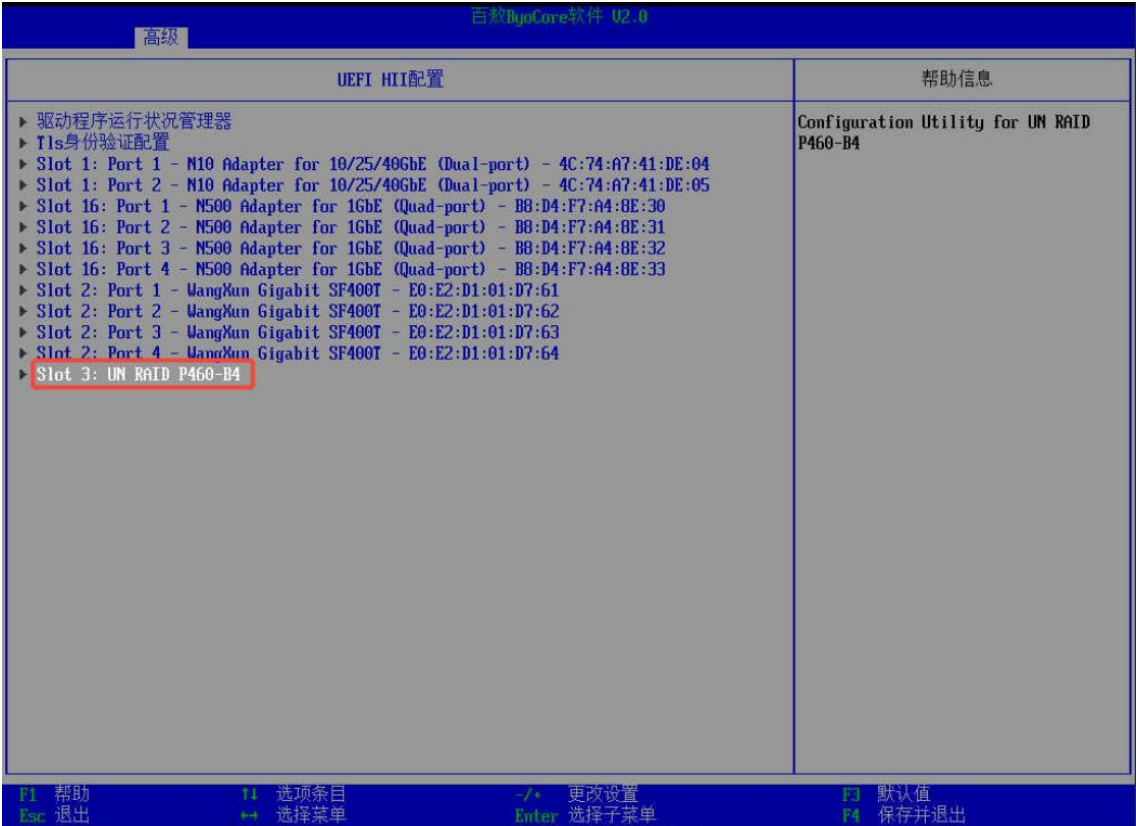 百敖ByoCore软件 V2.0
高级
UEFI HII配置
帮助信息
驱动程序运行状况管理器
Tls身份验证配置
Slot 1: Port 1 - N10 Adapter for 10/25/40GbE (Dual-port) - 4C:74:A7:41:DE:04
Slot 1: Port 2 - N10 Adapter for 10/25/40GbE (Dual-port) - 4C:74:A7:41:DE:05
Slot 16: Port 1 - N500 Adapter for 1GbE (Quad-port) - B8:D4:F7:A4:8E:30
Slot 16: Port 2 - N500 Adapter for 1GbE (Quad-port) - B8:D4:F7:A4:8E:31
Slot 16: Port 3 - N500 Adapter for 1GbE (Quad-port) - B8:D4:F7:A4:8E:32
Slot 16: Port 4 - N500 Adapter for 1GbE (Quad-port) - B8:D4:F7:A4:8E:33
Slot 2: Port 1 - WangXun Gigabit SF400T - E0:E2:D1:01:D7:61
Slot 2: Port 2 - WangXun Gigabit SF400T - E0:E2:D1:01:D7:62
Slot 2: Port 3 - WangXun Gigabit SF400T - E0:E2:D1:01:D7:63
Slot 2: Port 4 - WangXun Gigabit SF400T - E0:E2:D1:01:D7:64
Slot 3: UN RAID P460-B4
Configuration Utility for UN RAID
P460-B4
F1 帮助 ↑↓ 选项条目 -/+ 更改设置 F3 默认值
Esc 退出 ←→ 选择菜单 Enter 选择子菜单 F4 保存并退出